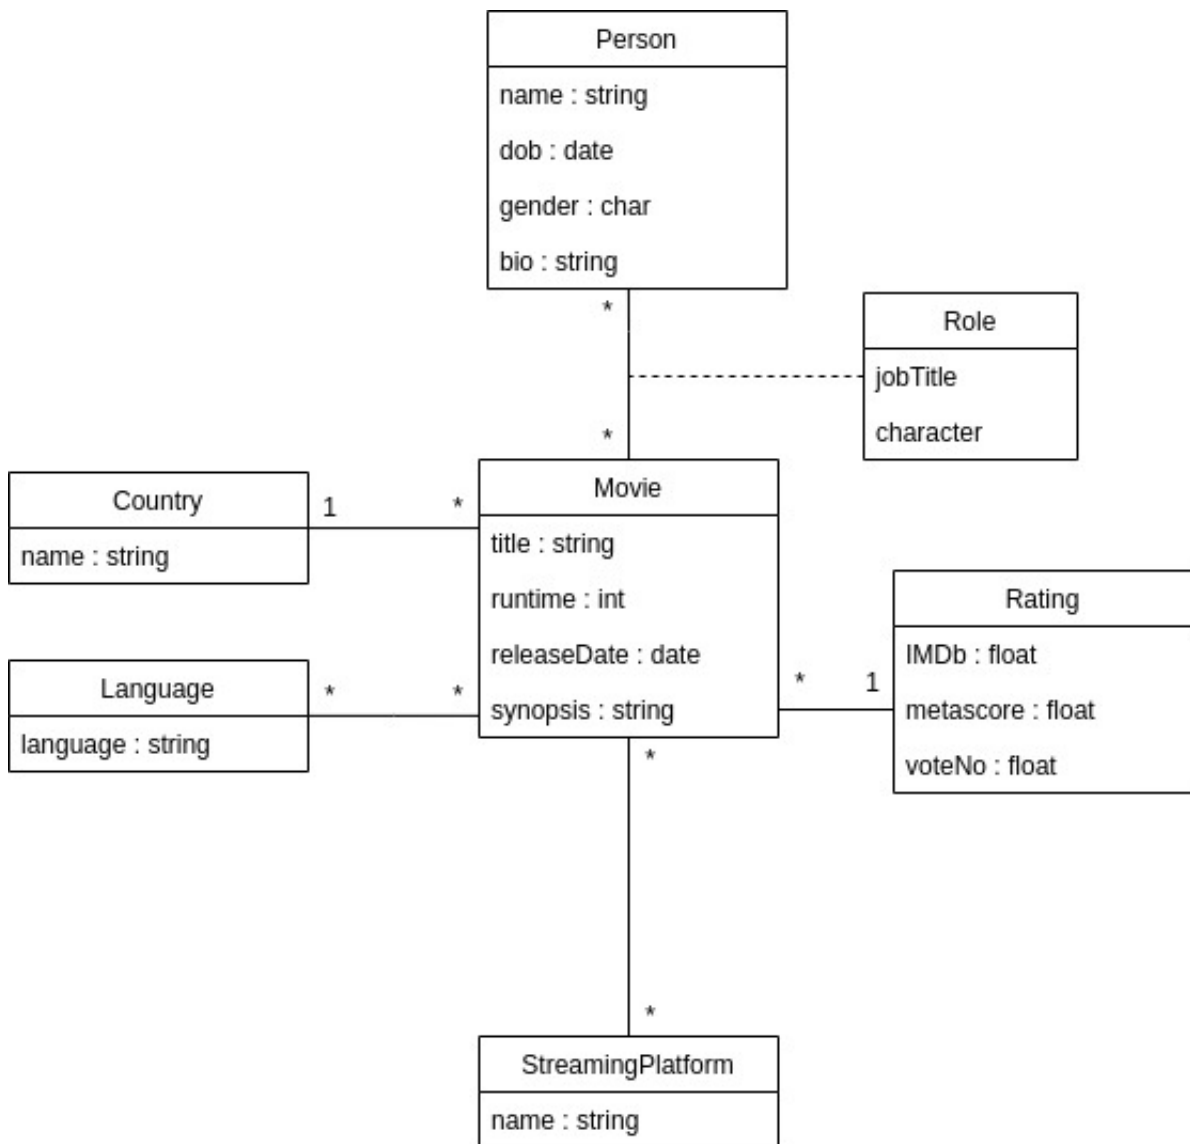 Person
name : string
dob : date
gender : char
bio : string
*
Role
jobTitle
character
*
Movie
title : string
runtime : int
releaseDate : date
synopsis : string
Country
name : string
1
*
Language
language : string
*
*
Rating
IMDb : float
metascore : float
voteNo : float
*
1
*
*
StreamingPlatform
name : string